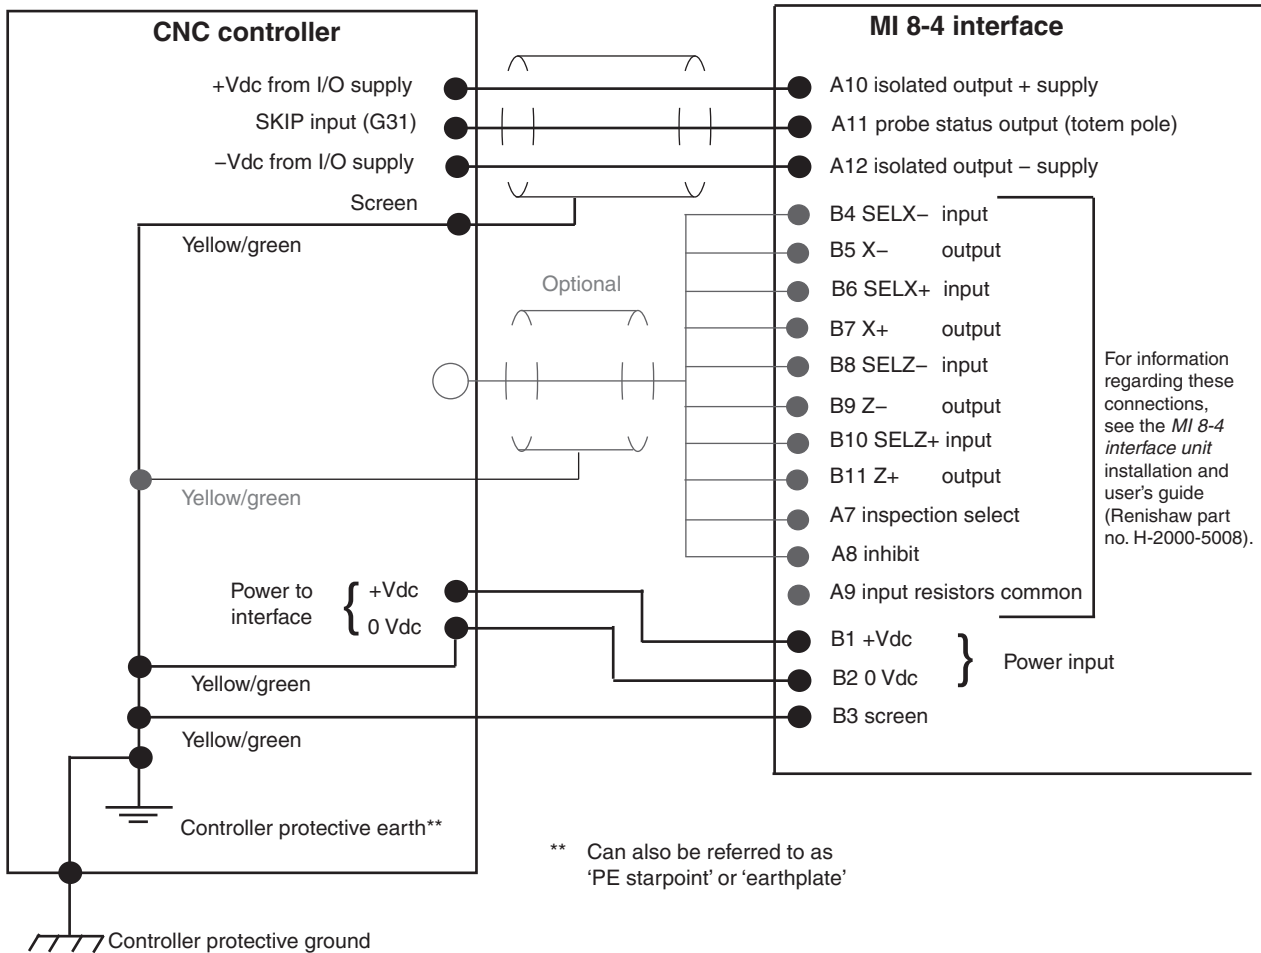 CNC controller
MI 8-4 interface
+Vdc from I/O supply
A10 isolated output + supply
SKIP input (G31)
A11 probe status output (totem pole)
−Vdc from I/O supply
A12 isolated output − supply
Screen
Yellow/green
B4 SELX− input
B5 X− output
B6 SELX+ input
B7 X+ output
B8 SELZ− input
B9 Z− output
B10 SELZ+ input
B11 Z+ output
A7 inspection select
A8 inhibit
A9 input resistors common
Optional
Yellow/green
For information
regarding these
connections,
see the MI 8-4
interface unit
installation and
user's guide
(Renishaw part
no. H-2000-5008).
Power to
interface
{
+Vdc
0 Vdc
B1 +Vdc
B2 0 Vdc
}
Power input
B3 screen
Yellow/green
Yellow/green
Controller protective earth**
** Can also be referred to as
'PE starpoint' or 'earthplate'
Controller protective ground